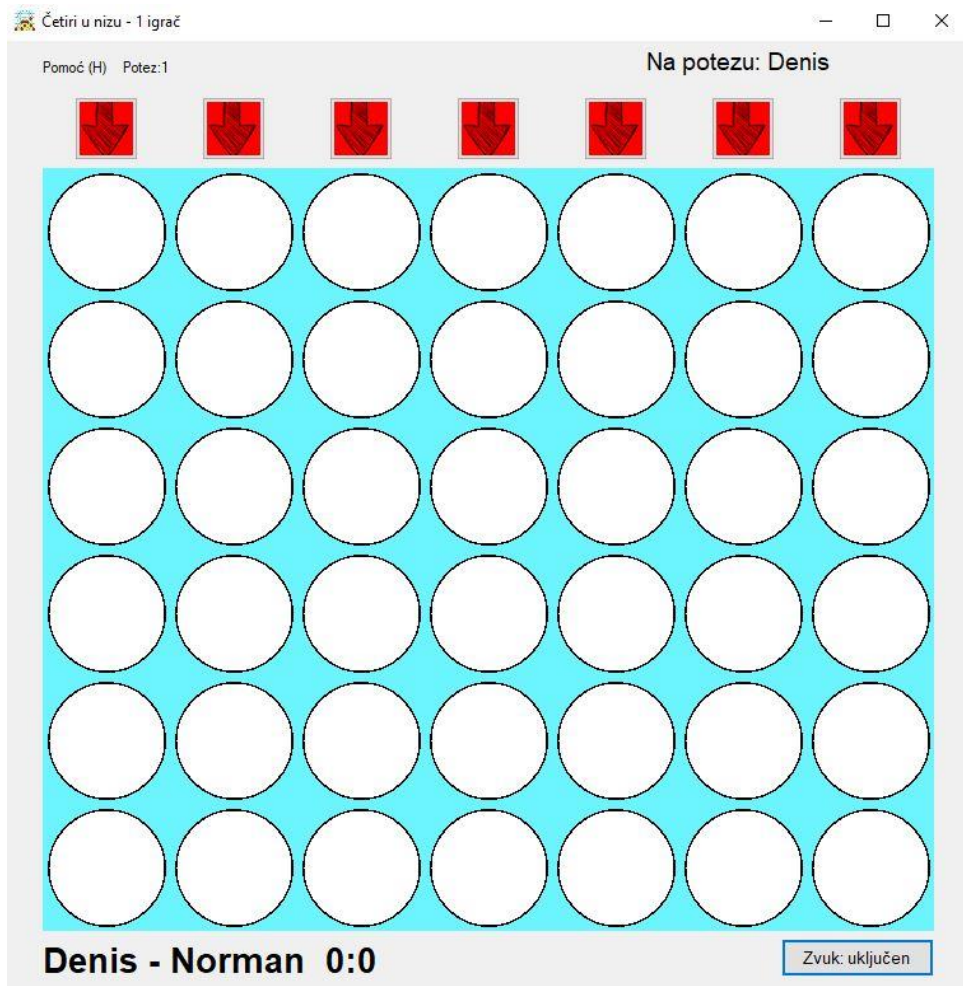 Četiri u nizu - 1 igrač
Pomoć (H) Potez:1
Na potezu: Denis
Denis - Norman 0:0
Zvuk: uključen